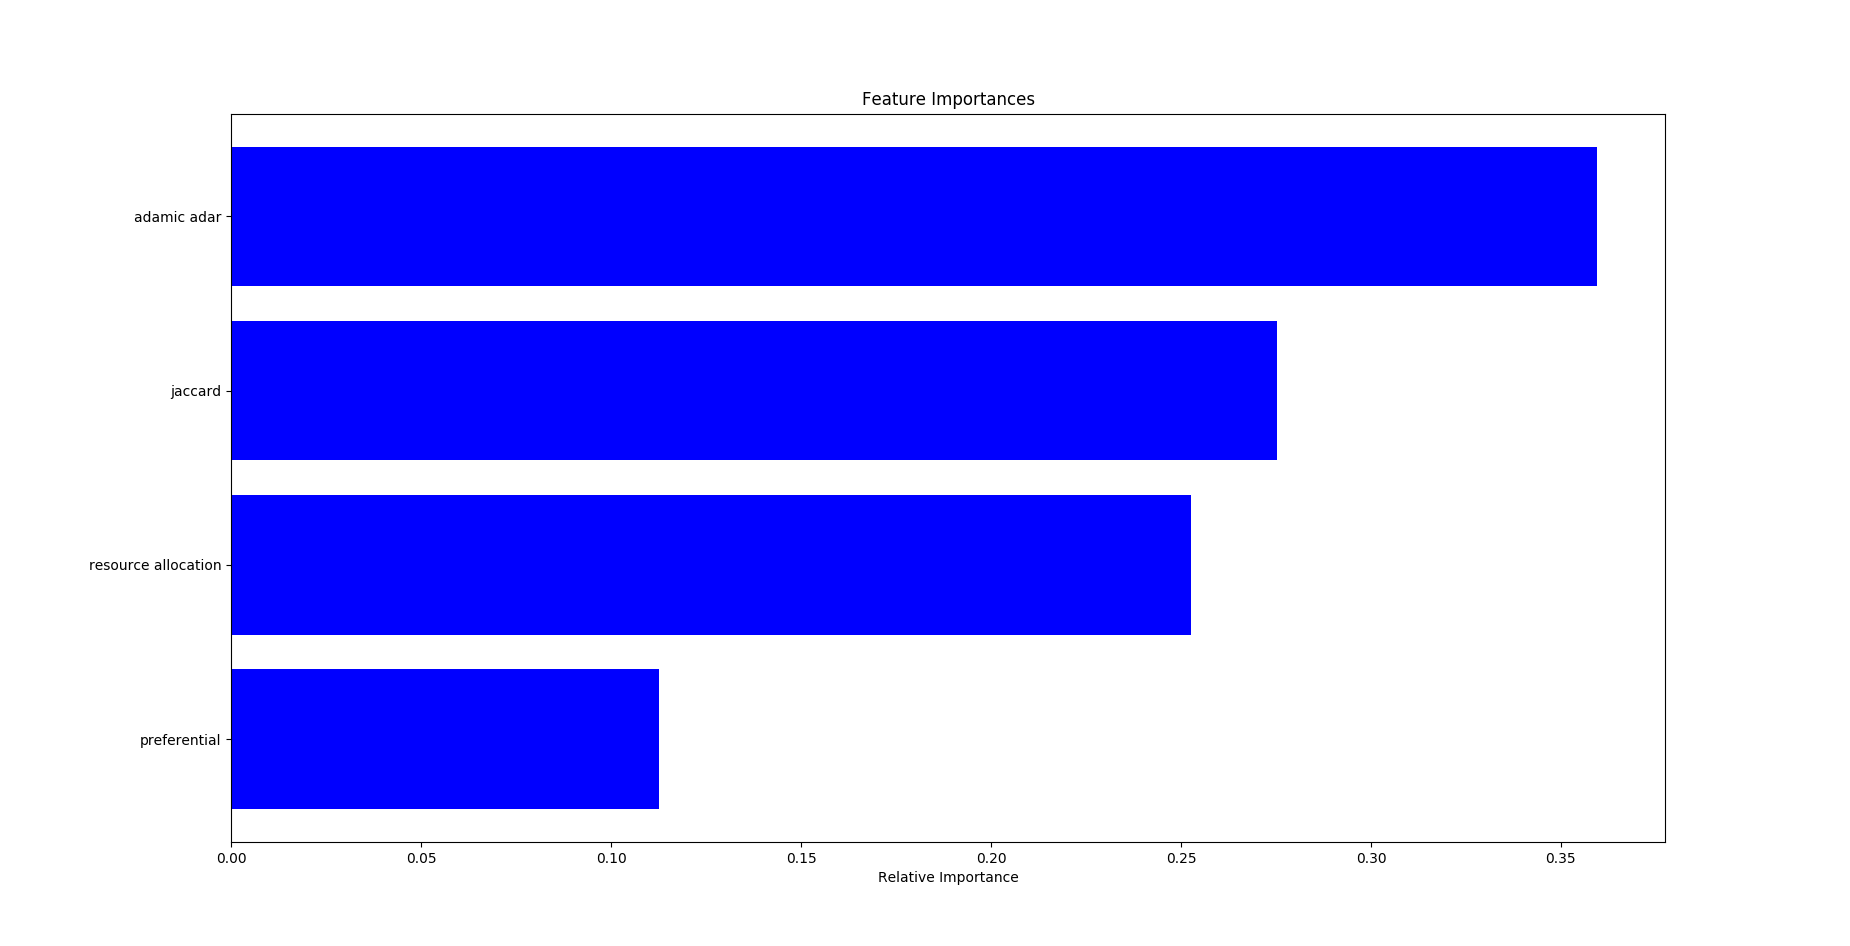 Feature Importances
adamic adar
jaccard
resource allocation
preferential
0.00 0.05 0.10 0.15 0.20 0.25 0.30 0.35
Relative Importance